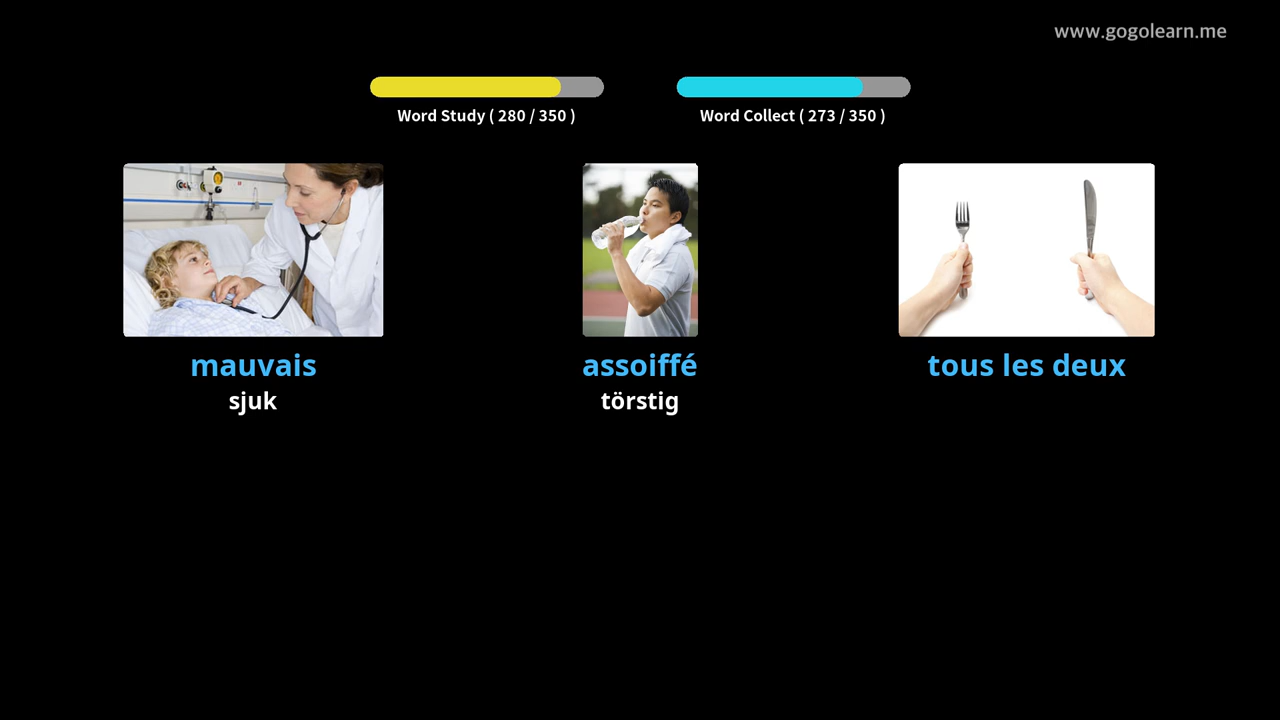 www.gogolearn.me
Word Study ( 280 / 350 )
Word Collect ( 273 / 350 )
mauvais
sjuk
assoiffé
törstig
tous les deux